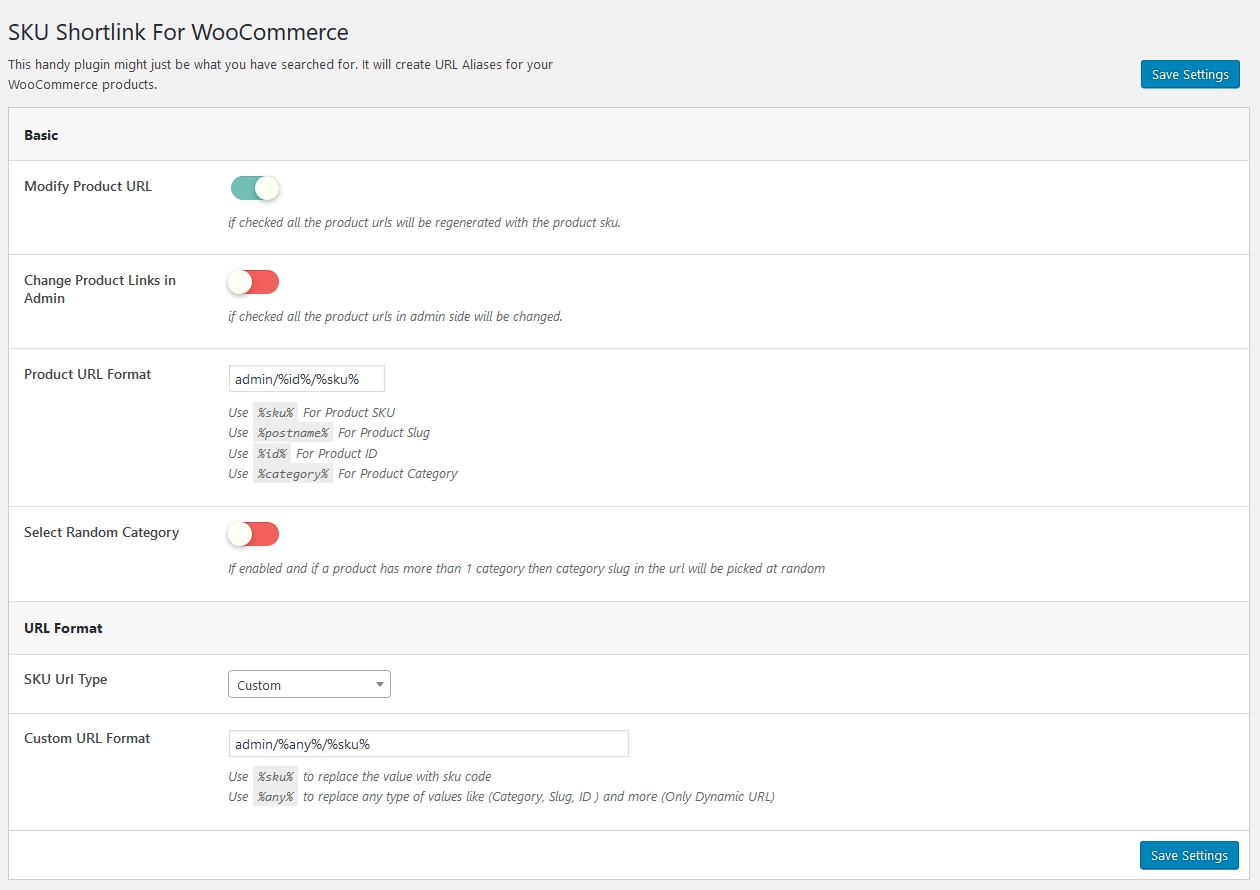 SKU Shortlink For WooCommerce
This handy plugin might just be what you have searched for. It will create URL Aliases for your
WooCommerce products.
Save Settings
Basic
Modify Product URL
if checked all the product urls will be regenerated with the product sku.
Change Product Links in
Admin
if checked all the product urls in admin side will be changed.
Product URL Format
admin/%id%/%sku%
Use %sku% For Product SKU
Use %postname% For Product Slug
Use %id% For Product ID
Use %category% For Product Category
Select Random Category
If enabled and if a product has more than 1 category then category slug in the url will be picked at random
URL Format
SKU Url Type
Custom
Custom URL Format
admin/%any%/%sku%
Use %sku% to replace the value with sku code
Use %any% to replace any type of values like (Category, Slug, ID ) and more (Only Dynamic URL)
Save Settings